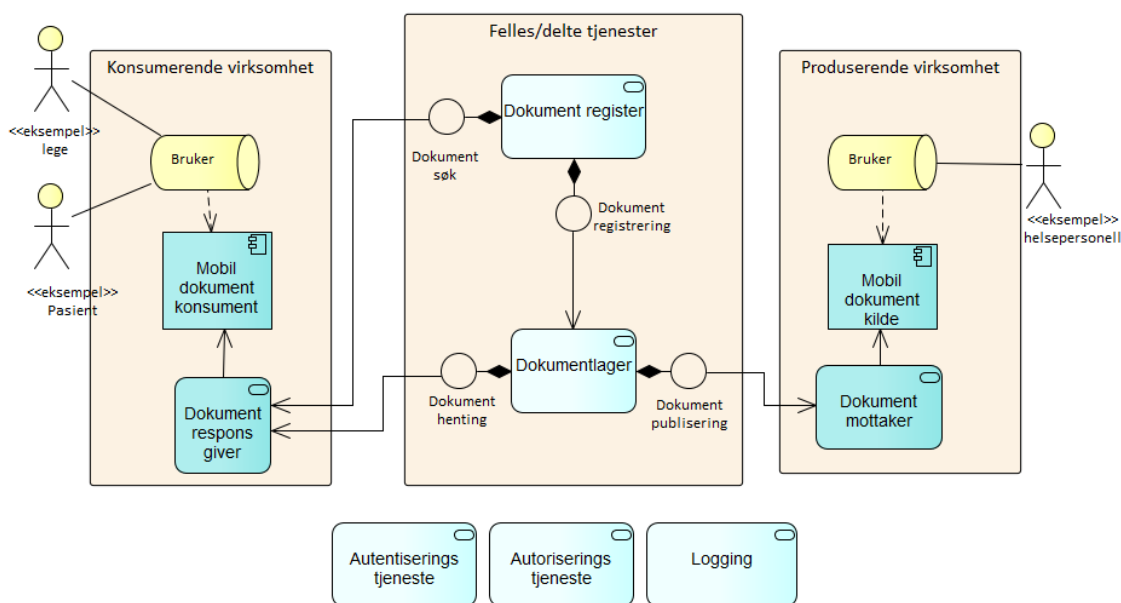 Felles/delte tjenester
Konsumerende virksomhet
Produserende virksomhet
<<eksempel>>
lege
Bruker
<<eksempel>>
Pasient
Mobil
dokument
konsument
Dokument
respons
giver
Dokument register
Dokument
søk
Dokument
registrering
Dokumentlager
Dokument
henting
Dokument
publisering
Bruker
<<eksempel>>
helsepersonell
Mobil
dokument
kilde
Dokument
mottaker
Autentiserings
tjeneste
Autoriserings
tjeneste
Logging